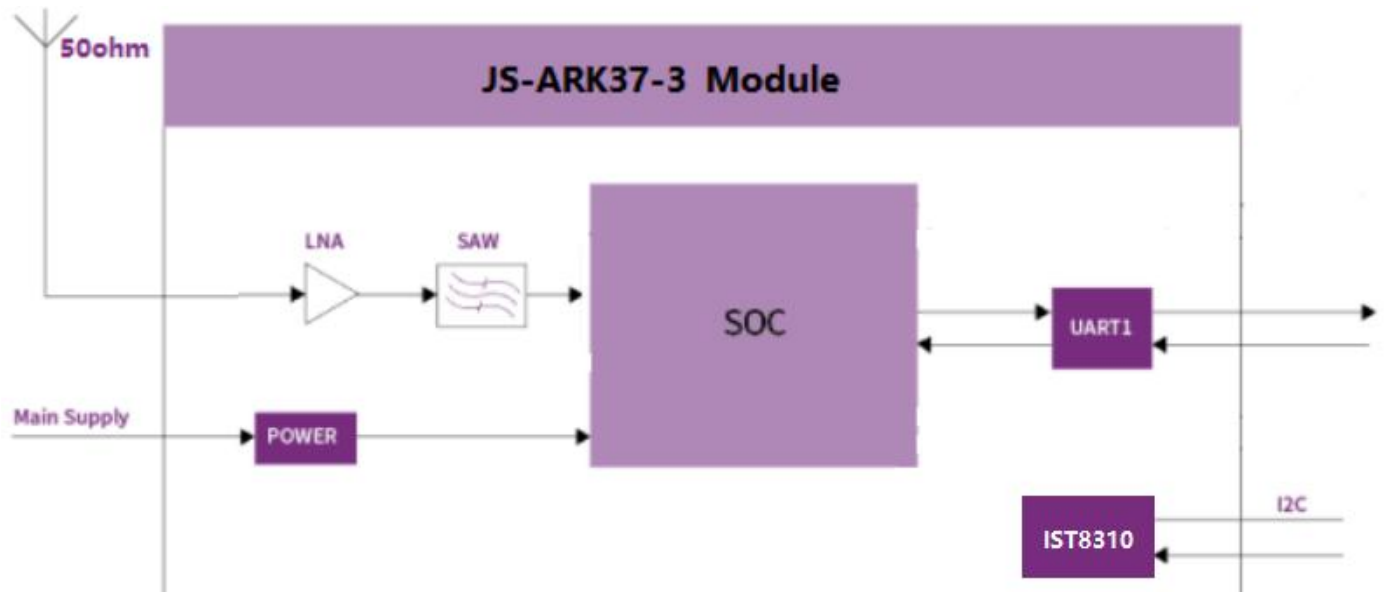 50ohm
JS-ARK37-3 Module
LNA
SAW
SOC
UART1
Main Supply
POWER
I2C
IST8310